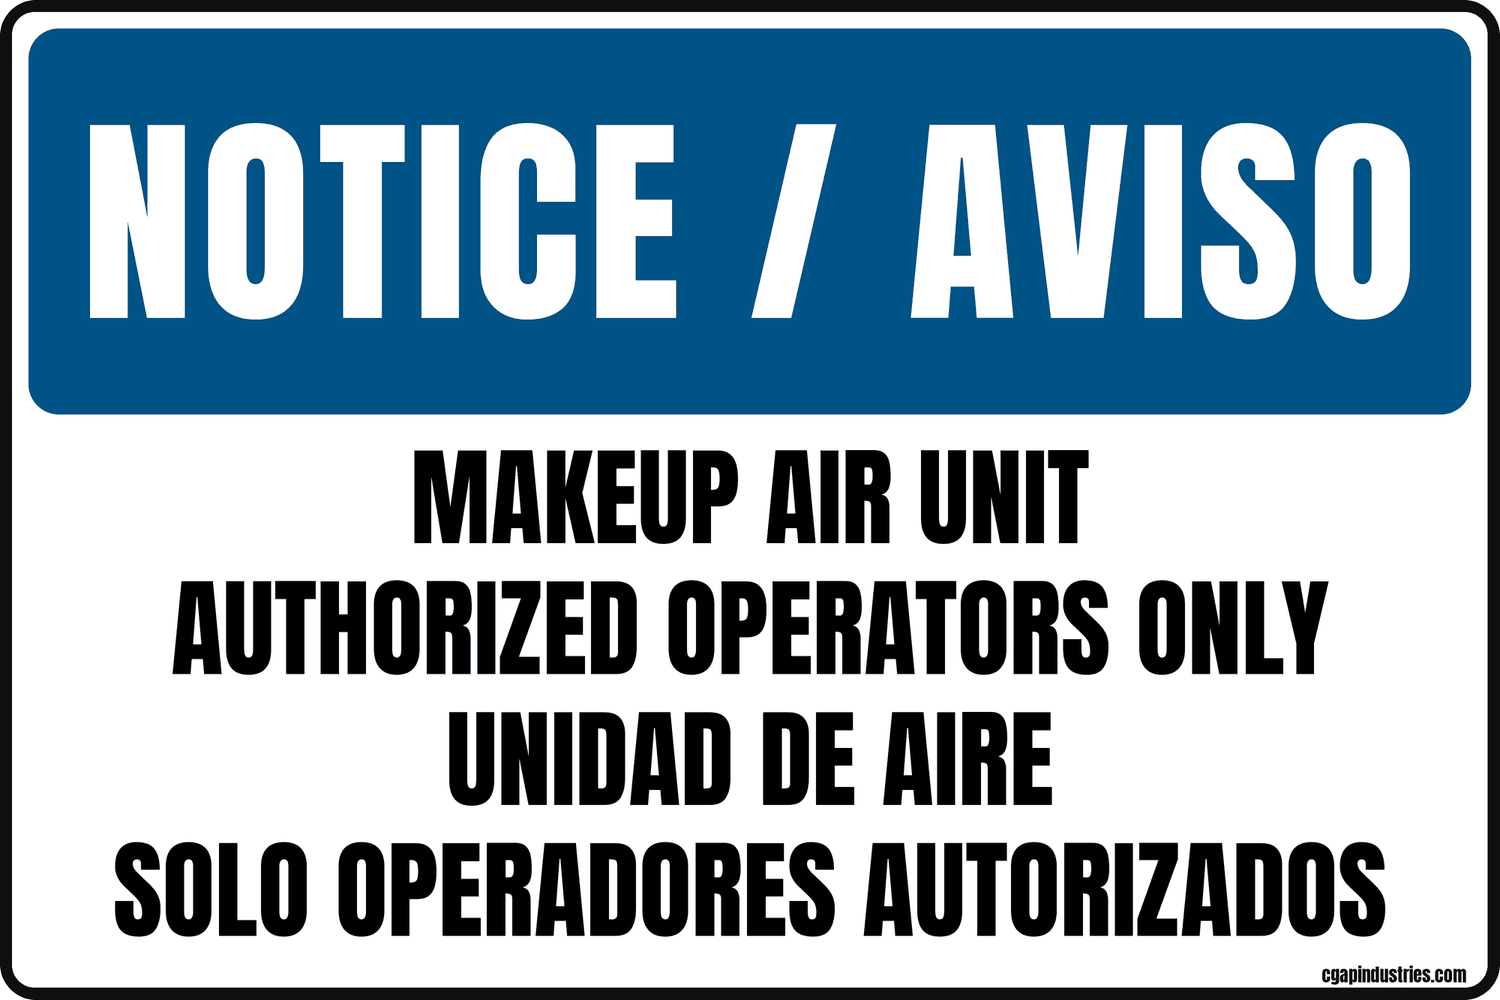 NOTICE / AVISO
MAKEUP AIR UNIT
AUTHORIZED OPERATORS ONLY
UNIDAD DE AIRE
SOLO OPERADORES AUTORIZADOS
cgapindustries.com